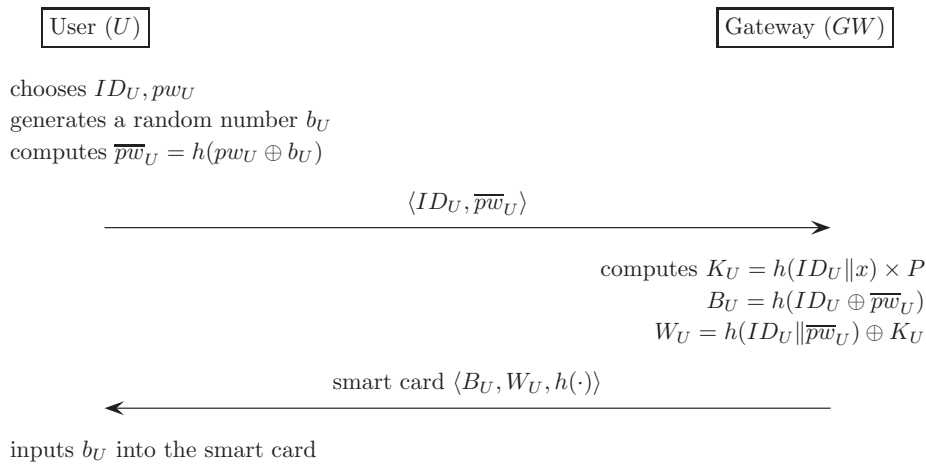 User (U)
Gateway (GW)
chooses ID_U, pw_U
generates a random number b_U
computes \overline{pw}_U = h(pw_U ⊕ b_U)
⟨ID_U, \overline{pw}_U⟩
computes K_U = h(ID_U∥x) × P
B_U = h(ID_U ⊕ \overline{pw}_U)
W_U = h(ID_U∥\overline{pw}_U) ⊕ K_U
smart card ⟨B_U, W_U, h(·)⟩
inputs b_U into the smart card